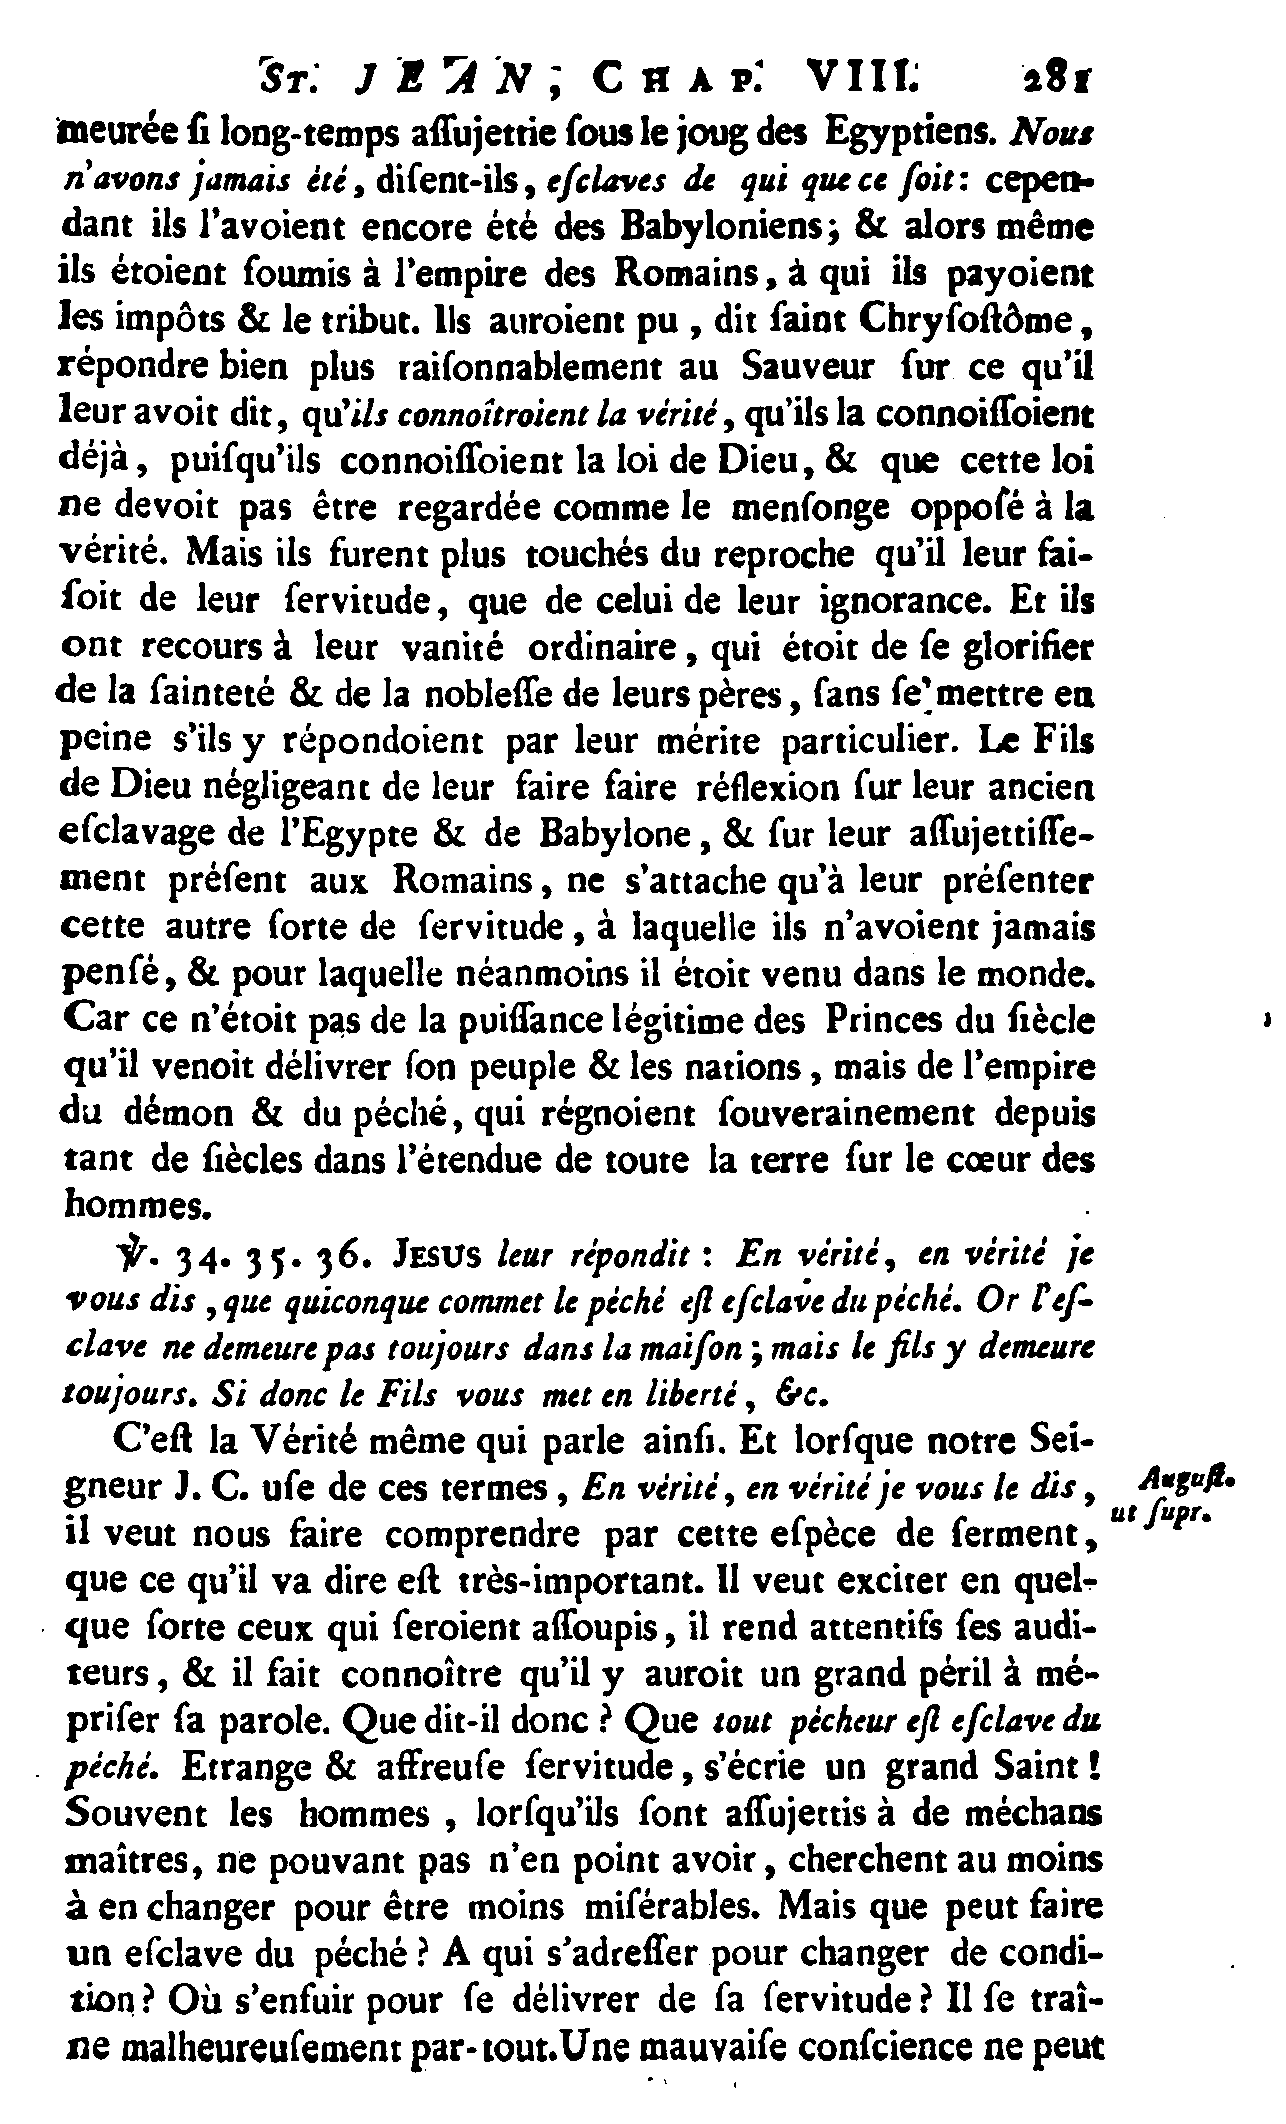 ST. JEAN, CHAP. VIII. 281
meurée ſi long-temps aſſujettie ſous le joug des Egyptiens. Nous
n'avons jamais été, diſent-ils, eſclaves de qui que ce ſoit : cepen-
dant ils l'avoient encore été des Babyloniens ; & alors même
ils étoient ſoumis à l'empire des Romains, à qui ils payoient
les impôts & le tribut. Ils auroient pu, dit ſaint Chryſoſtôme,
répondre bien plus raiſonnablement au Sauveur ſur ce qu'il
leur avoit dit, qu'ils connoîtroient la vérité, qu'ils la connoiſſoient
déjà, puiſqu'ils connoiſſoient la loi de Dieu, & que cette loi
ne devoit pas être regardée comme le menſonge oppoſé à la
vérité. Mais ils furent plus touchés du reproche qu'il leur fai-
ſoit de leur ſervitude, que de celui de leur ignorance. Et ils
ont recours à leur vanité ordinaire, qui étoit de ſe glorifier
de la ſainteté & de la nobleſſe de leurs pères, ſans ſe mettre en
peine s'ils y répondoient par leur mérite particulier. Le Fils
de Dieu négligeant de leur faire faire réflexion ſur leur ancien
eſclavage de l'Egypte & de Babylone, & ſur leur aſſujettiſſe-
ment préſent aux Romains, ne s'attache qu'à leur préſenter
cette autre ſorte de ſervitude, à laquelle ils n'avoient jamais
penſé, & pour laquelle néanmoins il étoit venu dans le monde.
Car ce n'étoit pas de la puiſſance légitime des Princes du ſiècle
qu'il venoit délivrer ſon peuple & les nations, mais de l'empire
du démon & du péché, qui régnoient ſouverainement depuis
tant de ſiècles dans l'étendue de toute la terre ſur le cœur des
hommes.
℣. 34. 35. 36. JESUS leur répondit : En vérité, en vérité je
vous dis, que quiconque commet le péché eſt eſclave du péché. Or l'eſ-
clave ne demeure pas toujours dans la maiſon ; mais le fils y demeure
toujours. Si donc le Fils vous met en liberté, &c.
C'eſt la Vérité même qui parle ainſi. Et lorſque notre Sei-
gneur J. C. uſe de ces termes, En vérité, en vérité je vous le dis,
Auguſt.
ut ſupr.
il veut nous faire comprendre par cette eſpèce de ſerment,
que ce qu'il va dire eſt très-important. Il veut exciter en quel-
que ſorte ceux qui ſeroient aſſoupis, il rend attentifs ſes audi-
teurs, & il fait connoître qu'il y auroit un grand péril à mé-
priſer ſa parole. Que dit-il donc ? Que tout pécheur eſt eſclave du
péché. Etrange & affreuſe ſervitude, s'écrie un grand Saint !
Souvent les hommes, lorſqu'ils ſont aſſujettis à de méchans
maîtres, ne pouvant pas n'en point avoir, cherchent au moins
à en changer pour être moins miſérables. Mais que peut faire
un eſclave du péché ? A qui s'adreſſer pour changer de condi-
tion ? Où s'enfuir pour ſe délivrer de ſa ſervitude ? Il ſe traî-
ne malheureuſement par-tout. Une mauvaiſe conſcience ne peut